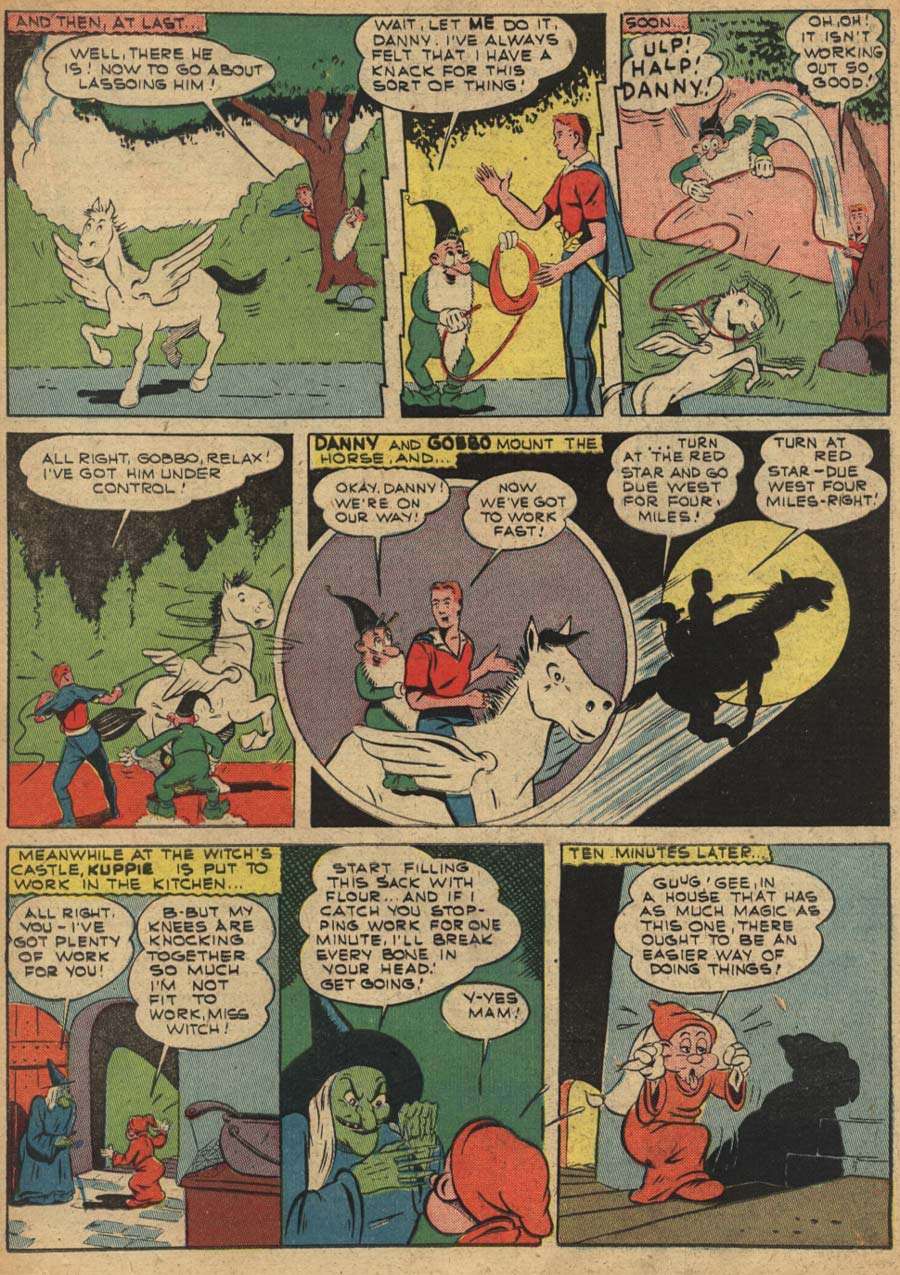 AND THEN, AT LAST...
WELL, THERE HE
IS! NOW TO GO ABOUT
LASSOING HIM!
WAIT, LET ME DO IT,
DANNY. I'VE ALWAYS
FELT THAT I HAVE A
KNACK FOR THIS
SORT OF THING!
SOON...
ULP!
HALP!
DANNY!
OH, OH!
IT ISN'T
WORKING
OUT SO
GOOD!
ALL RIGHT, GOBBO, RELAX!
I'VE GOT HIM UNDER
CONTROL!
DANNY AND GOBBO MOUNT THE
HORSE, AND...
OKAY, DANNY!
WE'RE ON
OUR WAY!
NOW
WE'VE GOT
TO WORK
FAST!
... TURN
AT THE RED
STAR AND GO
DUE WEST
FOR FOUR
MILES!
TURN AT
RED
STAR-DUE
WEST FOUR
MILES-RIGHT!
MEANWHILE AT THE WITCH'S
CASTLE, KUPPIE IS PUT TO
WORK IN THE KITCHEN...
ALL RIGHT,
YOU-I'VE
GOT PLENTY
OF WORK
FOR YOU!
B-BUT MY
KNEES ARE
KNOCKING
TOGETHER
SO MUCH
I'M NOT
FIT TO
WORK, MISS
WITCH!
START FILLING
THIS SACK WITH
FLOUR... AND IF I
CATCH YOU STOP-
PING WORK FOR ONE
MINUTE, I'LL BREAK
EVERY BONE IN
YOUR HEAD!
GET GOING!
Y-YES
MAM!
TEN MINUTES LATER...
GUUG! GEE, IN
A HOUSE THAT HAS
AS MUCH MAGIC AS
THIS ONE, THERE
OUGHT TO BE AN
EASIER WAY OF
DOING THINGS!